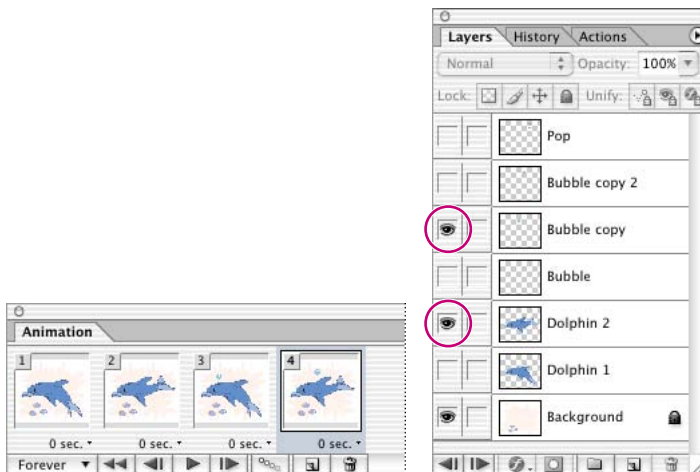 Animation
1 2 3 4
0 sec. 0 sec. 0 sec. 0 sec.
Forever
Layers History Actions
Normal Opacity: 100%
Lock: Unify:
Pop
Bubble copy 2
Bubble copy
Bubble
Dolphin 2
Dolphin 1
Background